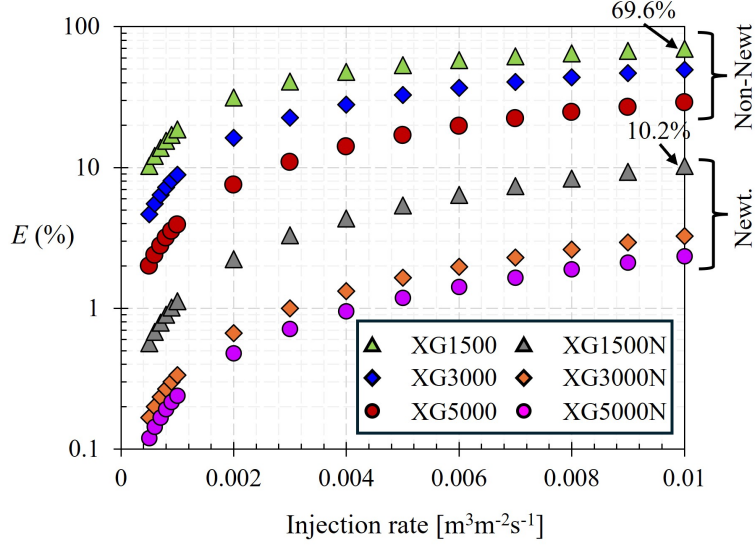 69.6%
100
Non-Newt
10.2%
10
E (%)
Newt.
1
XG1500 XG1500N
XG3000 XG3000N
XG5000 XG5000N
0.1
0 0.002 0.004 0.006 0.008 0.01
Injection rate [m³m⁻²s⁻¹]